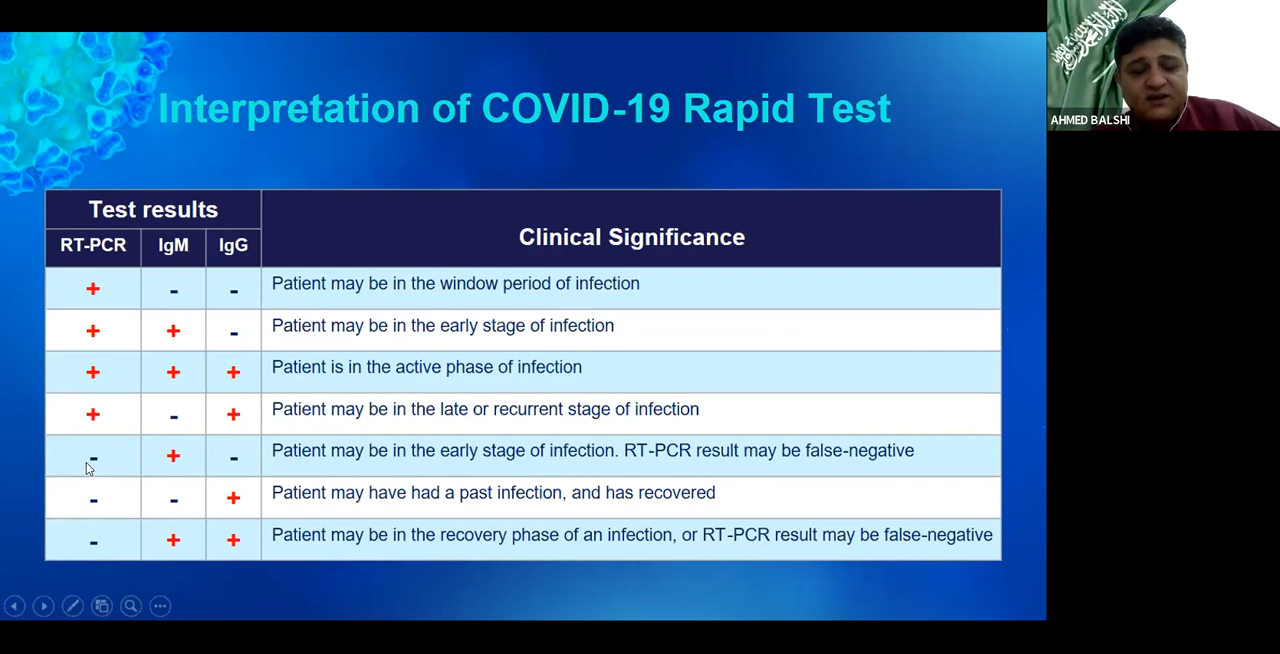 Interpretation of COVID-19 Rapid Test
Test results
Clinical Significance
RT-PCR IgM IgG
+ - - Patient may be in the window period of infection
+ + - Patient may be in the early stage of infection
+ + + Patient is in the active phase of infection
+ - + Patient may be in the late or recurrent stage of infection
- + - Patient may be in the early stage of infection. RT-PCR result may be false-negative
- - + Patient may have had a past infection, and has recovered
- + + Patient may be in the recovery phase of an infection, or RT-PCR result may be false-negative
AHMED BALSHI